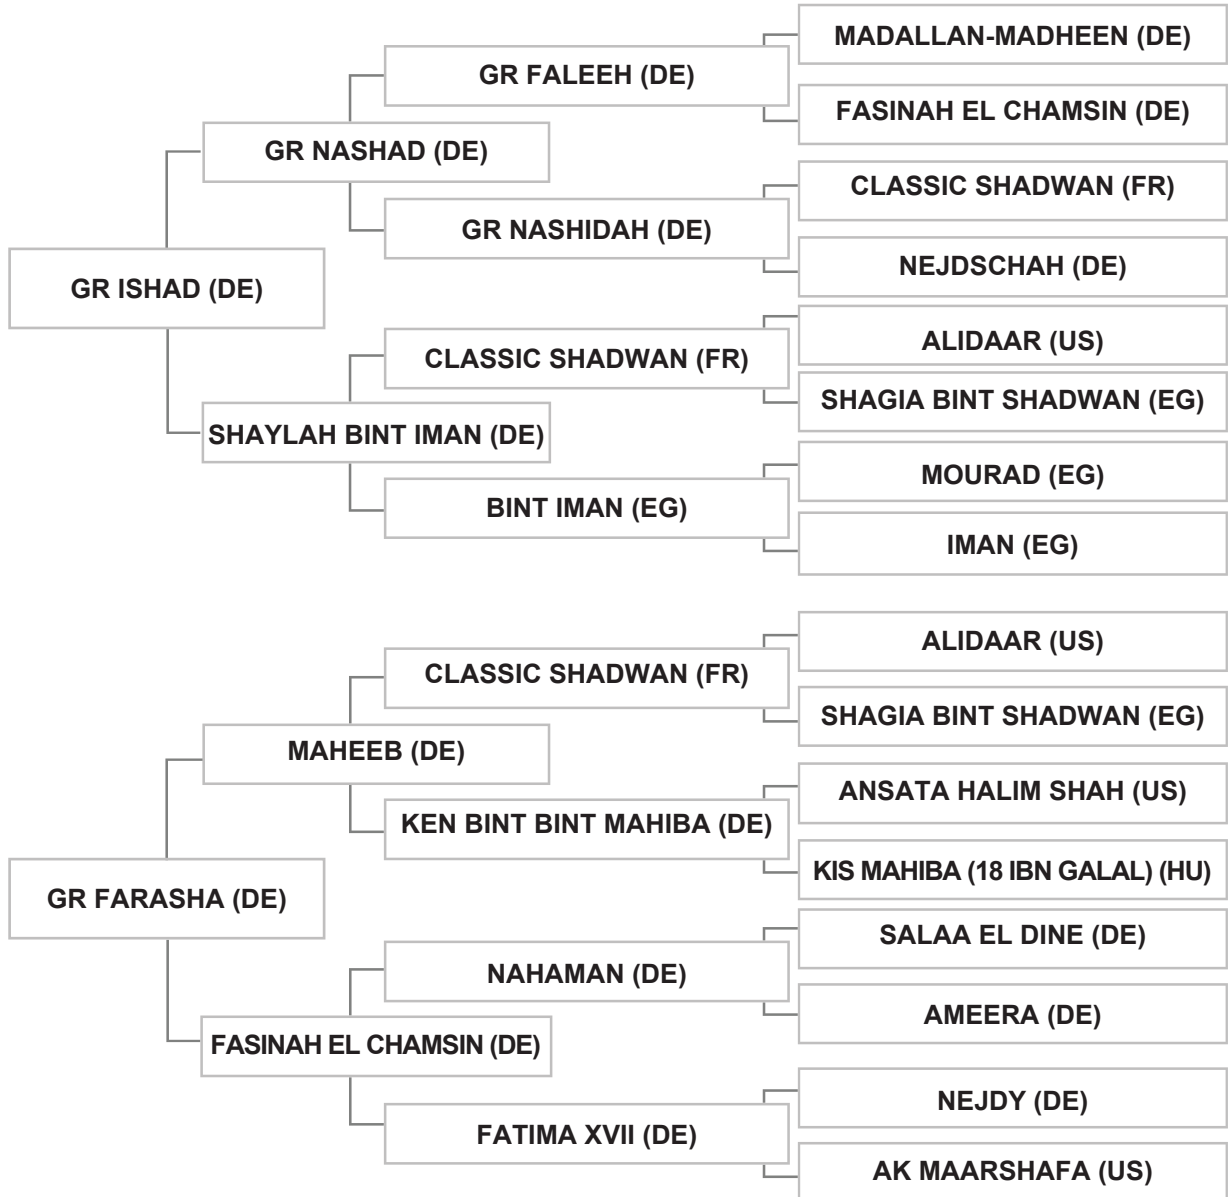 MADALLAN-MADHEEN (DE)
GR FALEEH (DE)
FASINAH EL CHAMSIN (DE)
GR NASHAD (DE)
CLASSIC SHADWAN (FR)
GR NASHIDAH (DE)
NEJDSCHAH (DE)
GR ISHAD (DE)
ALIDAAR (US)
CLASSIC SHADWAN (FR)
SHAGIA BINT SHADWAN (EG)
SHAYLAH BINT IMAN (DE)
MOURAD (EG)
BINT IMAN (EG)
IMAN (EG)
ALIDAAR (US)
CLASSIC SHADWAN (FR)
SHAGIA BINT SHADWAN (EG)
MAHEEB (DE)
ANSATA HALIM SHAH (US)
KEN BINT BINT MAHIBA (DE)
KIS MAHIBA (18 IBN GALAL) (HU)
GR FARASHA (DE)
SALAA EL DINE (DE)
NAHAMAN (DE)
AMEERA (DE)
FASINAH EL CHAMSIN (DE)
NEJDY (DE)
FATIMA XVII (DE)
AK MAARSHAFA (US)